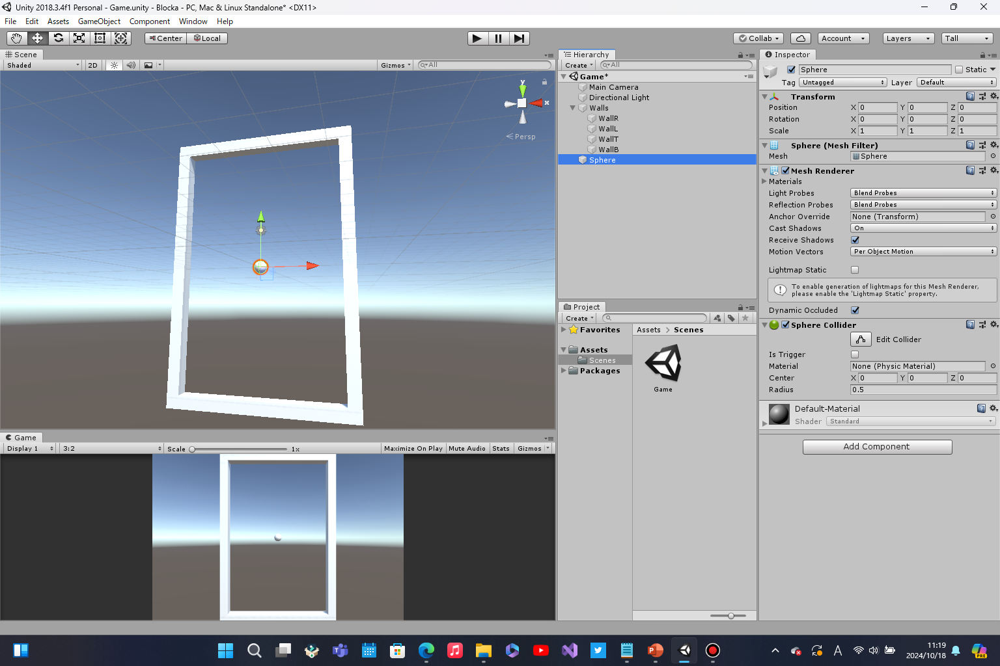 Unity 2018.3.4f1 Personal - Game.unity - Blocka - PC, Mac & Linux Standalone* <DX11>
File Edit Assets GameObject Component Window Help
Center Local Collab Account Layers Tall
Scene
Shaded 2D Gizmos All
y
x
Persp
Game
Display 1 3:2 Scale 1x Maximize On Play Mute Audio Stats Gizmos
Hierarchy
Create All
Game*
Main Camera
Directional Light
Walls
WallR
WallL
WallT
WallB
Sphere
Project
Create
Favorites
Assets
Scenes
Packages
Assets > Scenes
Game
Inspector
Sphere Static
Tag Untagged Layer Default
Transform
Position X 0 Y 0 Z 0
Rotation X 0 Y 0 Z 0
Scale X 1 Y 1 Z 1
Sphere (Mesh Filter)
Mesh Sphere
Mesh Renderer
Materials
Light Probes Blend Probes
Reflection Probes Blend Probes
Anchor Override None (Transform)
Cast Shadows On
Receive Shadows
Motion Vectors Per Object Motion
Lightmap Static
To enable generation of lightmaps for this Mesh Renderer,
please enable the 'Lightmap Static' property.
Dynamic Occluded
Sphere Collider
Edit Collider
Is Trigger
Material None (Physic Material)
Center X 0 Y 0 Z 0
Radius 0.5
Default-Material
Shader Standard
Add Component
A
11:19
2024/10/18
PRE